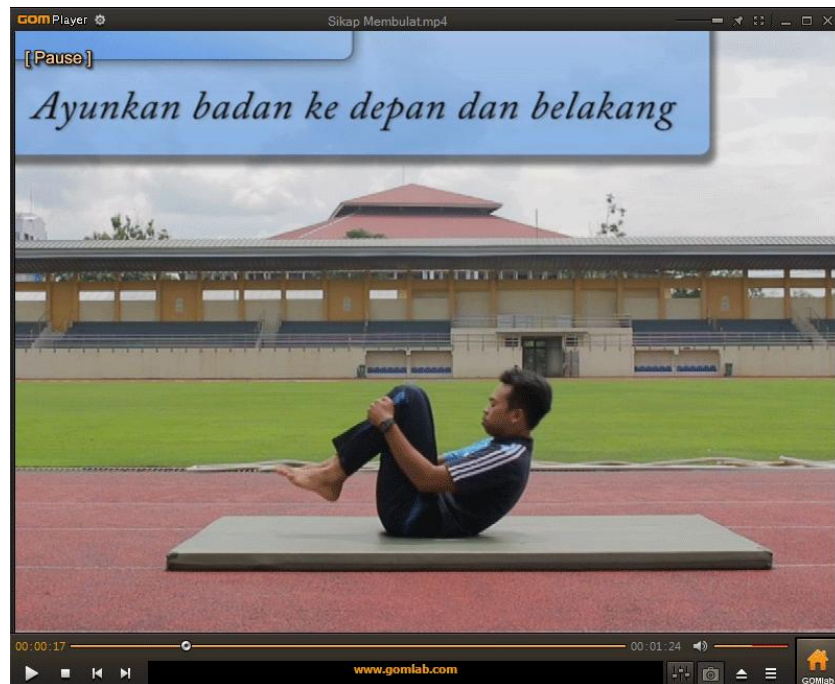 GOM Player
Sikap Membulat.mp4
[ Pause ]
Ayunkan badan ke depan dan belakang
00:00:17
00:01:24
www.gomlab.com
GOMlab